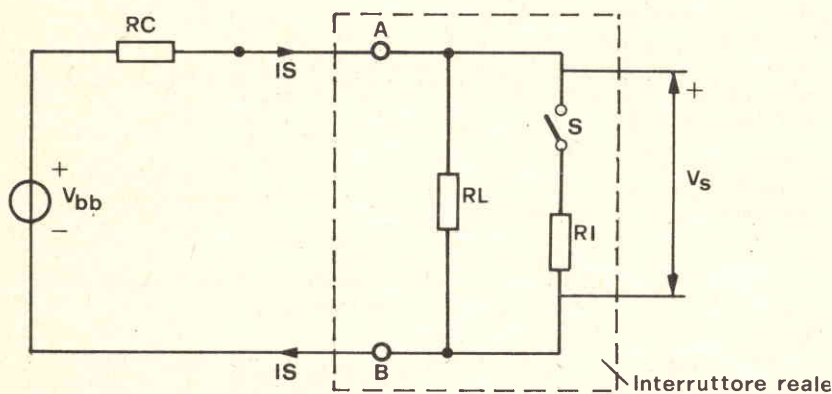 RC
IS
A
+
S
+
Vbb
-
RL
RI
Vs
IS
B
Interruttore reale